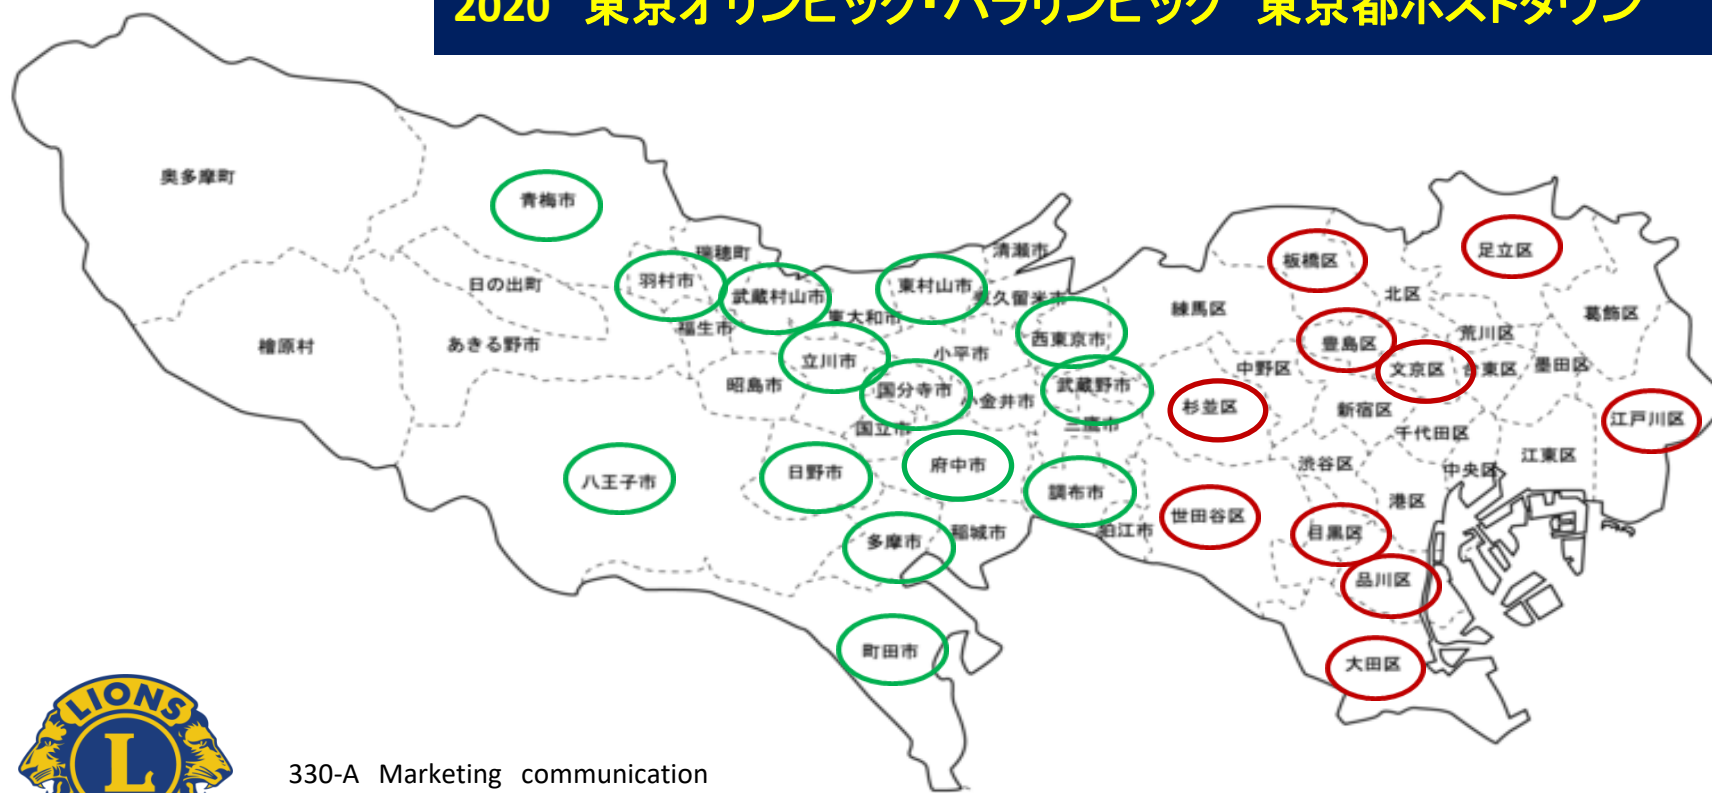 2020 東京オリンピック・パラリンピック 東京都ホストタウン
奥多摩町
青梅市
瑞穂町
清瀬市
足立区
板橋区
日の出町
羽村市
武蔵村山市
東村山市
東久留米市
北区
練馬区
葛飾区
福生市
東大和市
荒川区
檜原村
あきる野市
西東京市
豊島区
立川市
小平市
中野区
文京区
台東区
墨田区
昭島市
国分寺市
武蔵野市
小金井市
杉並区
新宿区
江戸川区
国立市
三鷹市
千代田区
八王子市
日野市
府中市
渋谷区
中央区
江東区
調布市
港区
世田谷区
多摩市
稲城市
狛江市
目黒区
品川区
町田市
大田区
LIONS
L
330-A Marketing communication